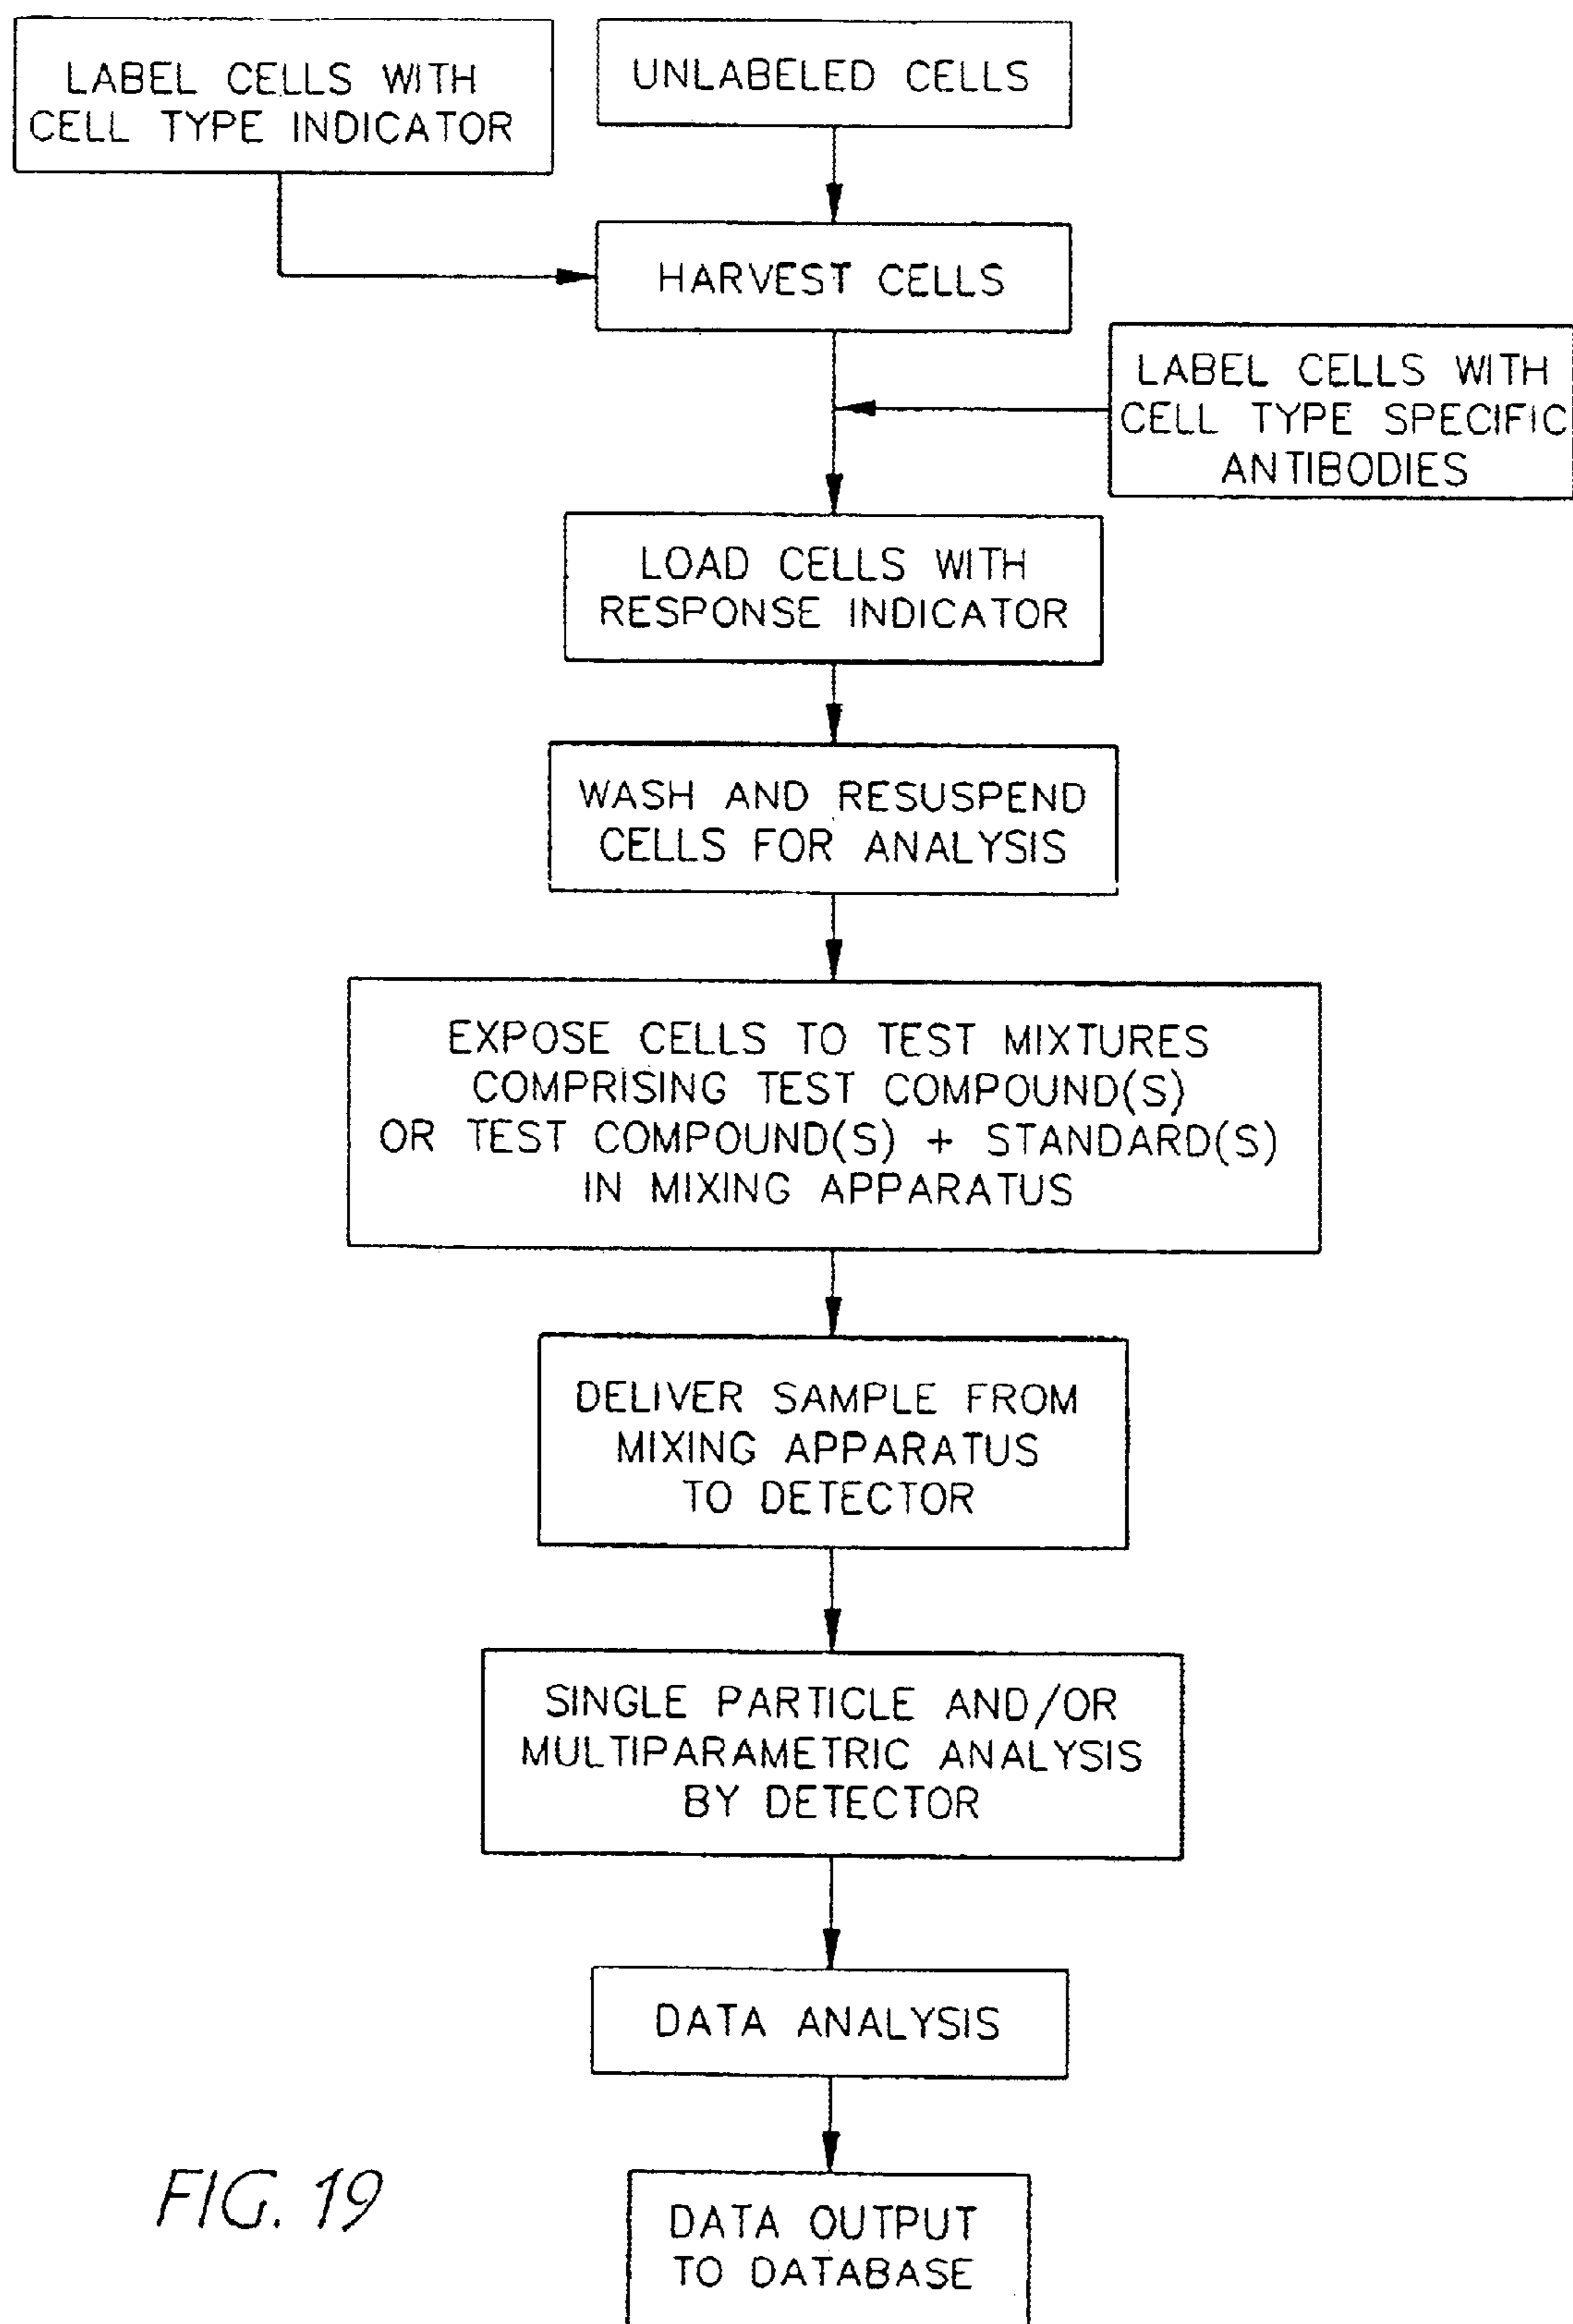 LABEL CELLS WITH
CELL TYPE INDICATOR
UNLABELED CELLS
HARVEST CELLS
LABEL CELLS WITH
CELL TYPE SPECIFIC
ANTIBODIES
LOAD CELLS WITH
RESPONSE INDICATOR
WASH AND RESUSPEND
CELLS FOR ANALYSIS
EXPOSE CELLS TO TEST MIXTURES
COMPRISING TEST COMPOUND(S)
OR TEST COMPOUND(S) + STANDARD(S)
IN MIXING APPARATUS
DELIVER SAMPLE FROM
MIXING APPARATUS
TO DETECTOR
SINGLE PARTICLE AND/OR
MULTIPARAMETRIC ANALYSIS
BY DETECTOR
DATA ANALYSIS
DATA OUTPUT
TO DATABASE
FIG. 19